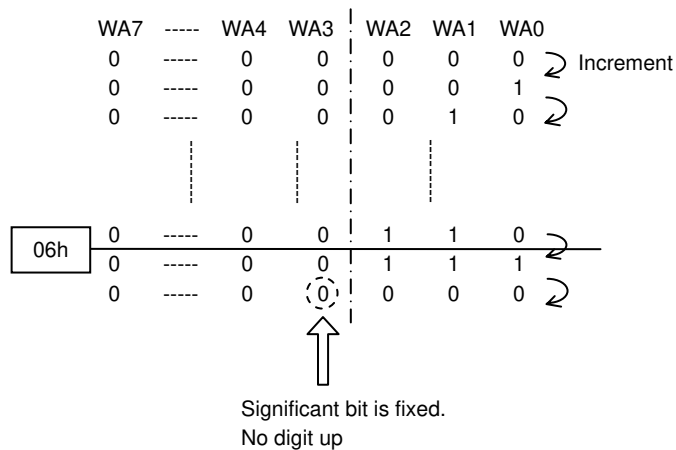 WA7 ----- WA4 WA3 WA2 WA1 WA0
0 ----- 0 0 0 0 0 Increment
0 ----- 0 0 0 0 1
0 ----- 0 0 0 1 0
0 ----- 0 0 1 1 0
06h
0 ----- 0 0 1 1 1
0 ----- 0 0 0 0 0
Significant bit is fixed.
No digit up